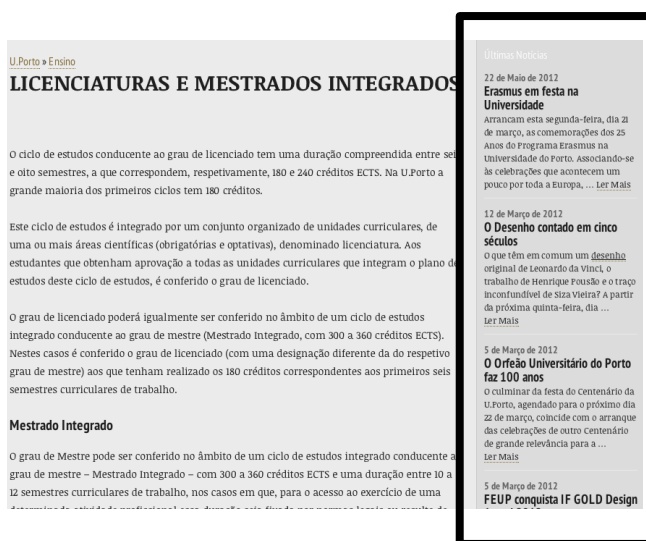 U.Porto » Ensino
LICENCIATURAS E MESTRADOS INTEGRADOS
O ciclo de estudos conducente ao grau de licenciado tem uma duração compreendida entre sei
e oito semestres, a que correspondem, respetivamente, 180 e 240 créditos ECTS. Na U.Porto a
grande maioria dos primeiros ciclos tem 180 créditos.
Este ciclo de estudos é integrado por um conjunto organizado de unidades curriculares, de
uma ou mais áreas científicas (obrigatórias e optativas), denominado licenciatura. Aos
estudantes que obtenham aprovação a todas as unidades curriculares que integram o plano de
estudos deste ciclo de estudos, é conferido o grau de licenciado.
O grau de licenciado poderá igualmente ser conferido no âmbito de um ciclo de estudos
integrado conducente ao grau de mestre (Mestrado Integrado, com 300 a 360 créditos ECTS).
Nestes casos é conferido o grau de licenciado (com uma designação diferente da do respetivo
grau de mestre) aos que tenham realizado os 180 créditos correspondentes aos primeiros seis
semestres curriculares de trabalho.
Mestrado Integrado
O grau de Mestre pode ser conferido no âmbito de um ciclo de estudos integrado conducente a
grau de mestre – Mestrado Integrado – com 300 a 360 créditos ECTS e uma duração entre 10 a
12 semestres curriculares de trabalho, nos casos em que, para o acesso ao exercício de uma
Últimas Notícias
22 de Maio de 2012
Erasmus em festa na
Universidade
Arrancam esta segunda-feira, dia 21
de março, as comemorações dos 25
Anos do Programa Erasmus na
Universidade do Porto. Associando-se
às celebrações que acontecem um
pouco por toda a Europa, … Ler Mais
12 de Março de 2012
O Desenho contado em cinco
séculos
O que têm em comum um desenho
original de Leonardo da Vinci, o
trabalho de Henrique Pousão e o traço
inconfundível de Siza Vieira? A partir
da próxima quinta-feira, dia …
Ler Mais
5 de Março de 2012
O Orfeão Universitário do Porto
faz 100 anos
O culminar da festa do Centenário da
U.Porto, agendado para o próximo dia
22 de março, coincide com o arranque
das celebrações de outro Centenário
de grande relevância para a …
Ler Mais
5 de Março de 2012
FEUP conquista IF GOLD Design